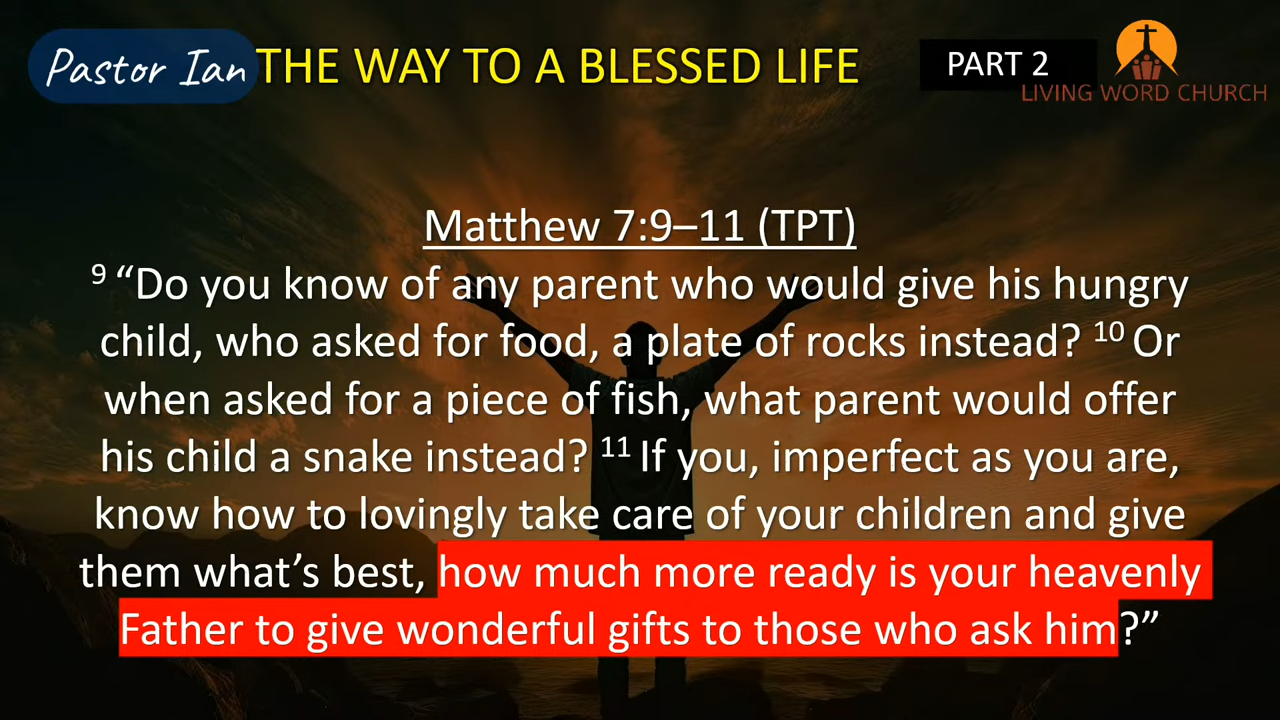 Pastor Ian THE WAY TO A BLESSED LIFE PART 2
LIVING WORD CHURCH
Matthew 7:9–11 (TPT)
9 “Do you know of any parent who would give his hungry
child, who asked for food, a plate of rocks instead? 10 Or
when asked for a piece of fish, what parent would offer
his child a snake instead? 11 If you, imperfect as you are,
know how to lovingly take care of your children and give
them what’s best, how much more ready is your heavenly
Father to give wonderful gifts to those who ask him?”